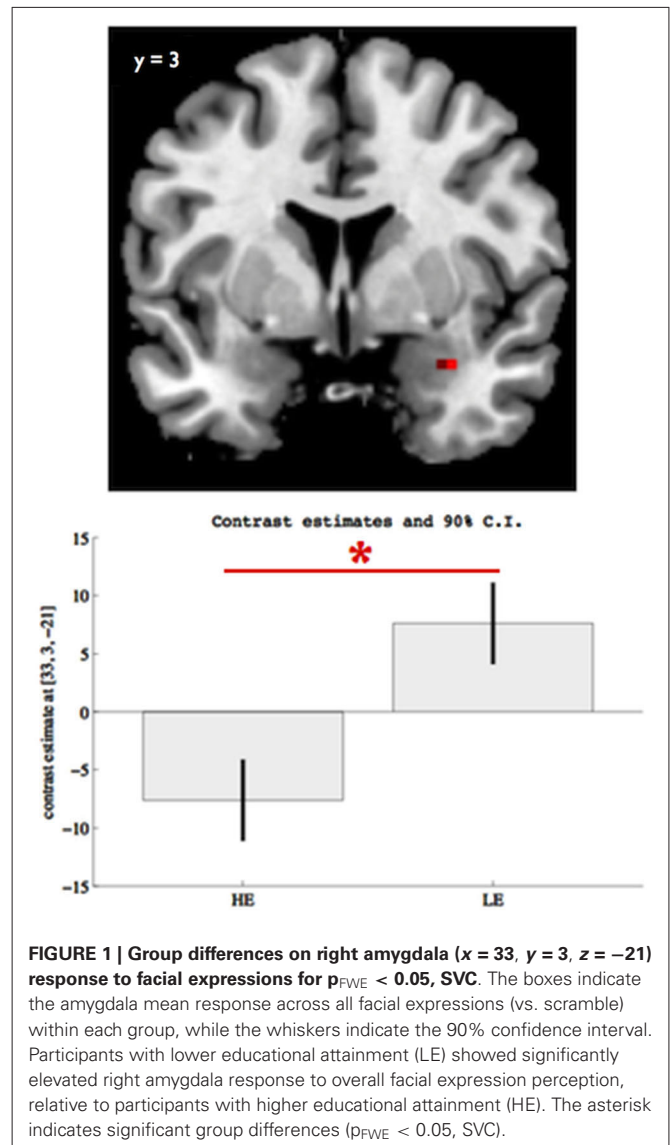 y = 3
Contrast estimates and 90% C.I.
*
15
10
5
0
−5
−10
−15
contrast estimate at [33, 3, −21]
HE LE
FIGURE 1 | Group differences on right amygdala (x = 33, y = 3, z = −21)
response to facial expressions for pFWE < 0.05, SVC. The boxes indicate
the amygdala mean response across all facial expressions (vs. scramble)
within each group, while the whiskers indicate the 90% confidence interval.
Participants with lower educational attainment (LE) showed significantly
elevated right amygdala response to overall facial expression perception,
relative to participants with higher educational attainment (HE). The asterisk
indicates significant group differences (pFWE < 0.05, SVC).